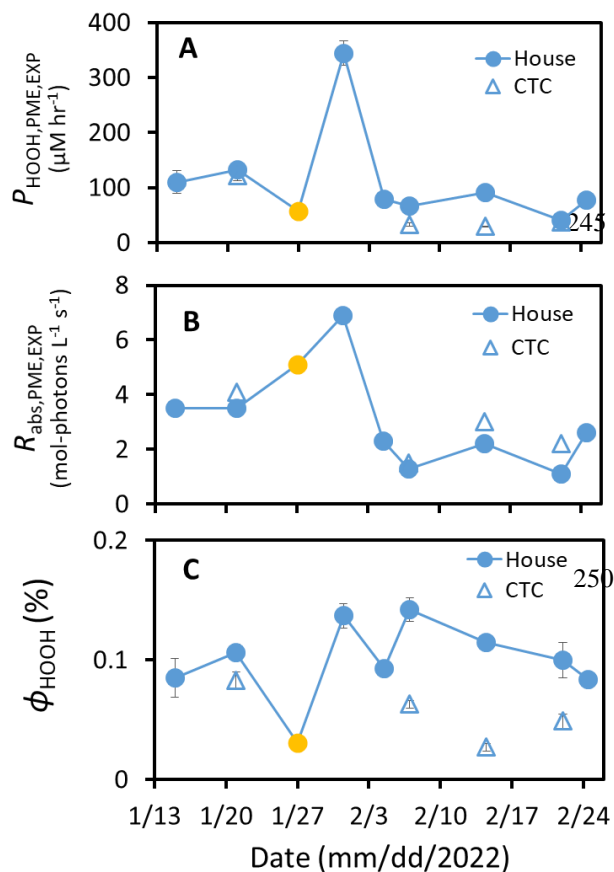 400
A
House
CTC
300
200
100
0
P_HOOH,PME,EXP
(µM hr⁻¹)
245
8
B
House
CTC
6
4
2
0
R_abs,PME,EXP
(mol-photons L⁻¹ s⁻¹)
0.2
C
House
CTC
250
0.1
0
ϕ_HOOH (%)
1/13 1/20 1/27 2/3 2/10 2/17 2/24
Date (mm/dd/2022)